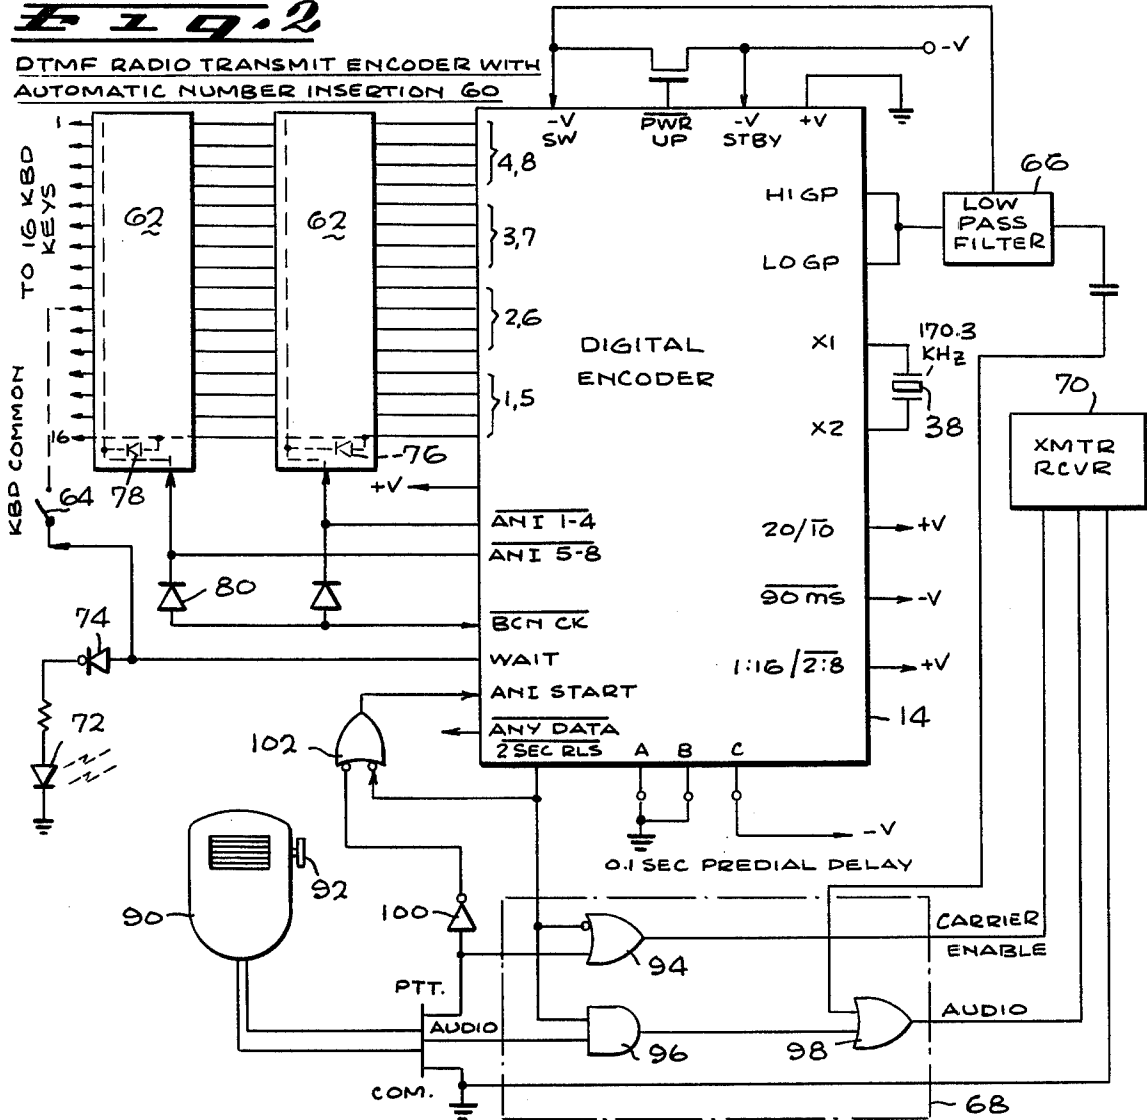 Fig. 2
DTMF RADIO TRANSMIT ENCODER WITH
AUTOMATIC NUMBER INSERTION 60
-V
-V
SW
PWR
UP
-V
STBY
+V
1
TO 16 KBD
KEYS
62
62
4,8
3,7
2,6
1,5
HI GP
LO GP
66
LOW
PASS
FILTER
DIGITAL
ENCODER
X1
X2
170.3
KHz
38
70
XMTR
RCVR
16
KBD COMMON
64
78
76
+V
ANI 1-4
ANI 5-8
80
BCN CK
WAIT
ANI START
ANY DATA
2 SEC RLS
20/10
+V
90 ms
-V
1:16/2:8
+V
14
74
72
102
A
B
C
-V
0.1 SEC PREDIAL DELAY
90
92
100
PTT.
AUDIO
COM.
94
96
98
CARRIER
ENABLE
AUDIO
68